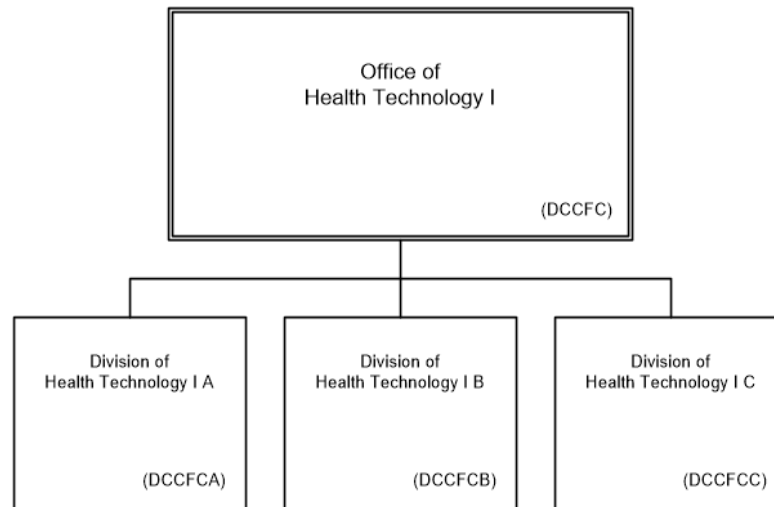 Office of
Health Technology I
(DCCFC)
Division of
Health Technology I A
(DCCFCA)
Division of
Health Technology I B
(DCCFCB)
Division of
Health Technology I C
(DCCFCC)